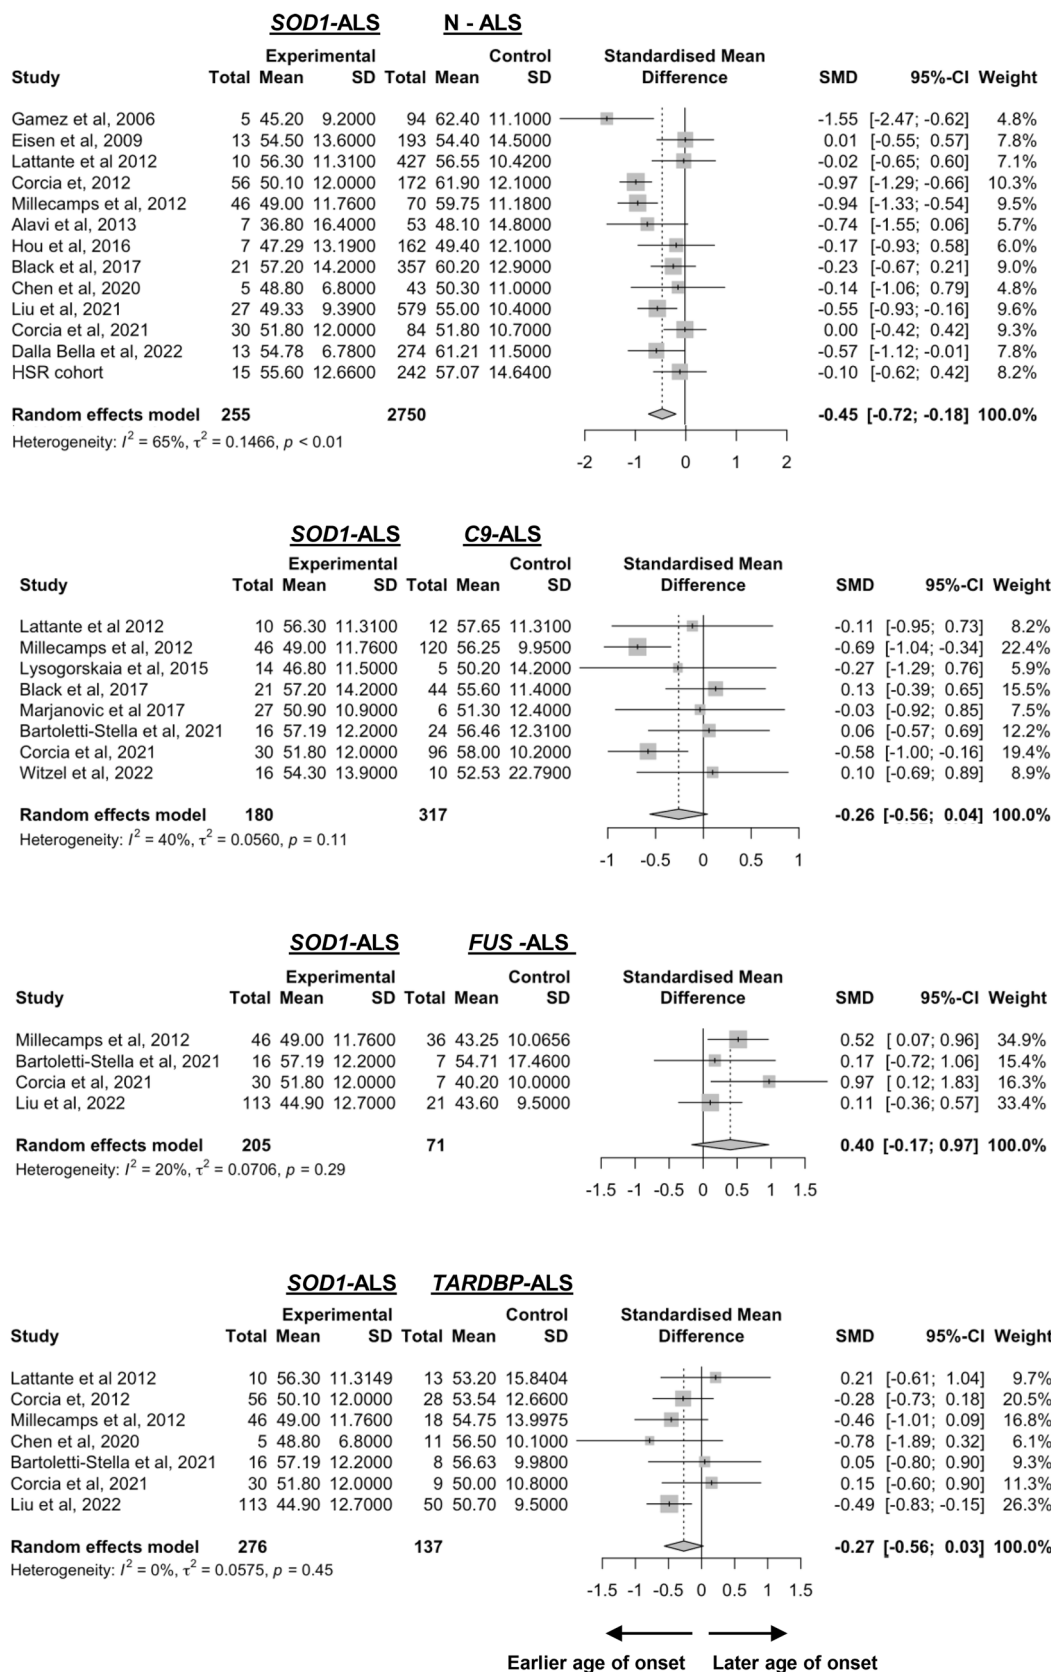 SOD1-ALS N - ALS
Experimental Control Standardised Mean
Study Total Mean SD Total Mean SD Difference SMD 95%-CI Weight
Gamez et al, 2006 5 45.20 9.2000 94 62.40 11.1000 -1.55 [-2.47; -0.62] 4.8%
Eisen et al, 2009 13 54.50 13.6000 193 54.40 14.5000 0.01 [-0.55; 0.57] 7.8%
Lattante et al 2012 10 56.30 11.3100 427 56.55 10.4200 -0.02 [-0.65; 0.60] 7.1%
Corcia et, 2012 56 50.10 12.0000 172 61.90 12.1000 -0.97 [-1.29; -0.66] 10.3%
Millecamps et al, 2012 46 49.00 11.7600 70 59.75 11.1800 -0.94 [-1.33; -0.54] 9.5%
Alavi et al, 2013 7 36.80 16.4000 53 48.10 14.8000 -0.74 [-1.55; 0.06] 5.7%
Hou et al, 2016 7 47.29 13.1900 162 49.40 12.1000 -0.17 [-0.93; 0.58] 6.0%
Black et al, 2017 21 57.20 14.2000 357 60.20 12.9000 -0.23 [-0.67; 0.21] 9.0%
Chen et al, 2020 5 48.80 6.8000 43 50.30 11.0000 -0.14 [-1.06; 0.79] 4.8%
Liu et al, 2021 27 49.33 9.3900 579 55.00 10.4000 -0.55 [-0.93; -0.16] 9.6%
Corcia et al, 2021 30 51.80 12.0000 84 51.80 10.7000 0.00 [-0.42; 0.42] 9.3%
Dalla Bella et al, 2022 13 54.78 6.7800 274 61.21 11.5000 -0.57 [-1.12; -0.01] 7.8%
HSR cohort 15 55.60 12.6600 242 57.07 14.6400 -0.10 [-0.62; 0.42] 8.2%
Random effects model 255 2750 -0.45 [-0.72; -0.18] 100.0%
Heterogeneity: I² = 65%, τ² = 0.1466, p < 0.01
-2 -1 0 1 2
SOD1-ALS C9-ALS
Experimental Control Standardised Mean
Study Total Mean SD Total Mean SD Difference SMD 95%-CI Weight
Lattante et al 2012 10 56.30 11.3100 12 57.65 11.3100 -0.11 [-0.95; 0.73] 8.2%
Millecamps et al, 2012 46 49.00 11.7600 120 56.25 9.9500 -0.69 [-1.04; -0.34] 22.4%
Lysogorskaia et al, 2015 14 46.80 11.5000 5 50.20 14.2000 -0.27 [-1.29; 0.76] 5.9%
Black et al, 2017 21 57.20 14.2000 44 55.60 11.4000 0.13 [-0.39; 0.65] 15.5%
Marjanovic et al 2017 27 50.90 10.9000 6 51.30 12.4000 -0.03 [-0.92; 0.85] 7.5%
Bartoletti-Stella et al, 2021 16 57.19 12.2000 24 56.46 12.3100 0.06 [-0.57; 0.69] 12.2%
Corcia et al, 2021 30 51.80 12.0000 96 58.00 10.2000 -0.58 [-1.00; -0.16] 19.4%
Witzel et al, 2022 16 54.30 13.9000 10 52.53 22.7900 0.10 [-0.69; 0.89] 8.9%
Random effects model 180 317 -0.26 [-0.56; 0.04] 100.0%
Heterogeneity: I² = 40%, τ² = 0.0560, p = 0.11
-1 -0.5 0 0.5 1
SOD1-ALS FUS -ALS
Experimental Control Standardised Mean
Study Total Mean SD Total Mean SD Difference SMD 95%-CI Weight
Millecamps et al, 2012 46 49.00 11.7600 36 43.25 10.0656 0.52 [ 0.07; 0.96] 34.9%
Bartoletti-Stella et al, 2021 16 57.19 12.2000 7 54.71 17.4600 0.17 [-0.72; 1.06] 15.4%
Corcia et al, 2021 30 51.80 12.0000 7 40.20 10.0000 0.97 [ 0.12; 1.83] 16.3%
Liu et al, 2022 113 44.90 12.7000 21 43.60 9.5000 0.11 [-0.36; 0.57] 33.4%
Random effects model 205 71 0.40 [-0.17; 0.97] 100.0%
Heterogeneity: I² = 20%, τ² = 0.0706, p = 0.29
-1.5 -1 -0.5 0 0.5 1 1.5
SOD1-ALS TARDBP-ALS
Experimental Control Standardised Mean
Study Total Mean SD Total Mean SD Difference SMD 95%-CI Weight
Lattante et al 2012 10 56.30 11.3149 13 53.20 15.8404 0.21 [-0.61; 1.04] 9.7%
Corcia et, 2012 56 50.10 12.0000 28 53.54 12.6600 -0.28 [-0.73; 0.18] 20.5%
Millecamps et al, 2012 46 49.00 11.7600 18 54.75 13.9975 -0.46 [-1.01; 0.09] 16.8%
Chen et al, 2020 5 48.80 6.8000 11 56.50 10.1000 -0.78 [-1.89; 0.32] 6.1%
Bartoletti-Stella et al, 2021 16 57.19 12.2000 8 56.63 9.9800 0.05 [-0.80; 0.90] 9.3%
Corcia et al, 2021 30 51.80 12.0000 9 50.00 10.8000 0.15 [-0.60; 0.90] 11.3%
Liu et al, 2022 113 44.90 12.7000 50 50.70 9.5000 -0.49 [-0.83; -0.15] 26.3%
Random effects model 276 137 -0.27 [-0.56; 0.03] 100.0%
Heterogeneity: I² = 0%, τ² = 0.0575, p = 0.45
-1.5 -1 -0.5 0 0.5 1 1.5
Earlier age of onset Later age of onset